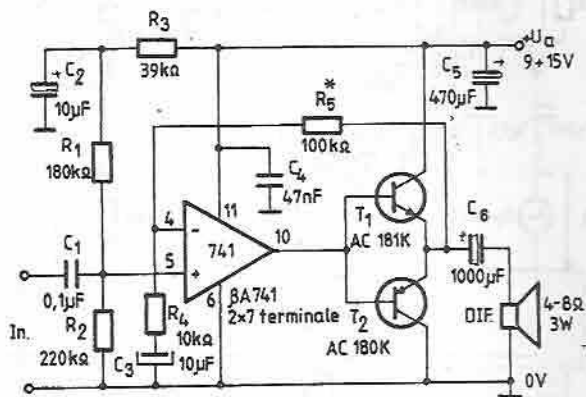 R3
39kΩ
+Ua
9÷15V
C2
+
10µF
C5
+
470µF
R1
180kΩ
R5
*
100kΩ
C4
47nF
4
-
11
741
10
5
+
6
βA741
2x7 terminale
T1
AC 181K
T2
AC 180K
C6
+
1000µF
C1
0,1µF
In.
R2
220kΩ
R4
10kΩ
C3
10µF
DIF.
4-8Ω
3W
0V